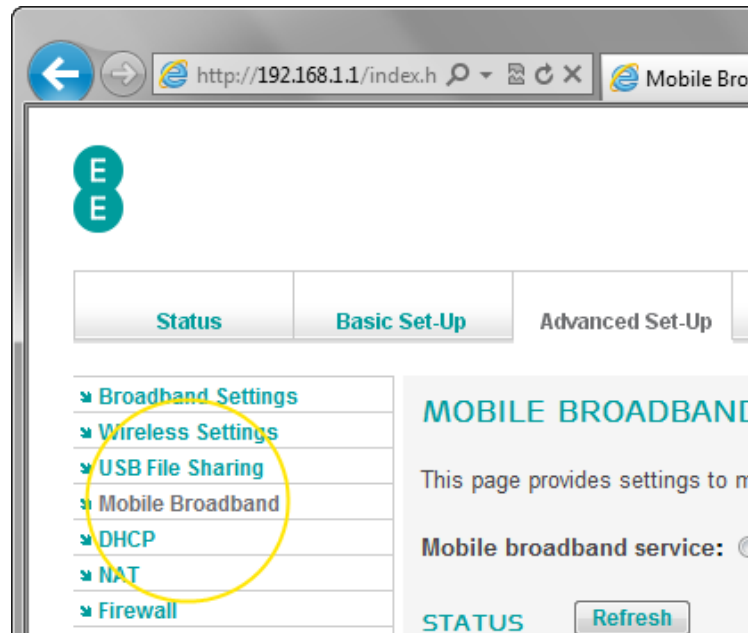 http://192.168.1.1/index.h
Mobile Bro
E
E
Status
Basic Set-Up
Advanced Set-Up
Broadband Settings
Wireless Settings
USB File Sharing
Mobile Broadband
DHCP
NAT
Firewall
MOBILE BROADBAND
This page provides settings to m
Mobile broadband service:
STATUS
Refresh